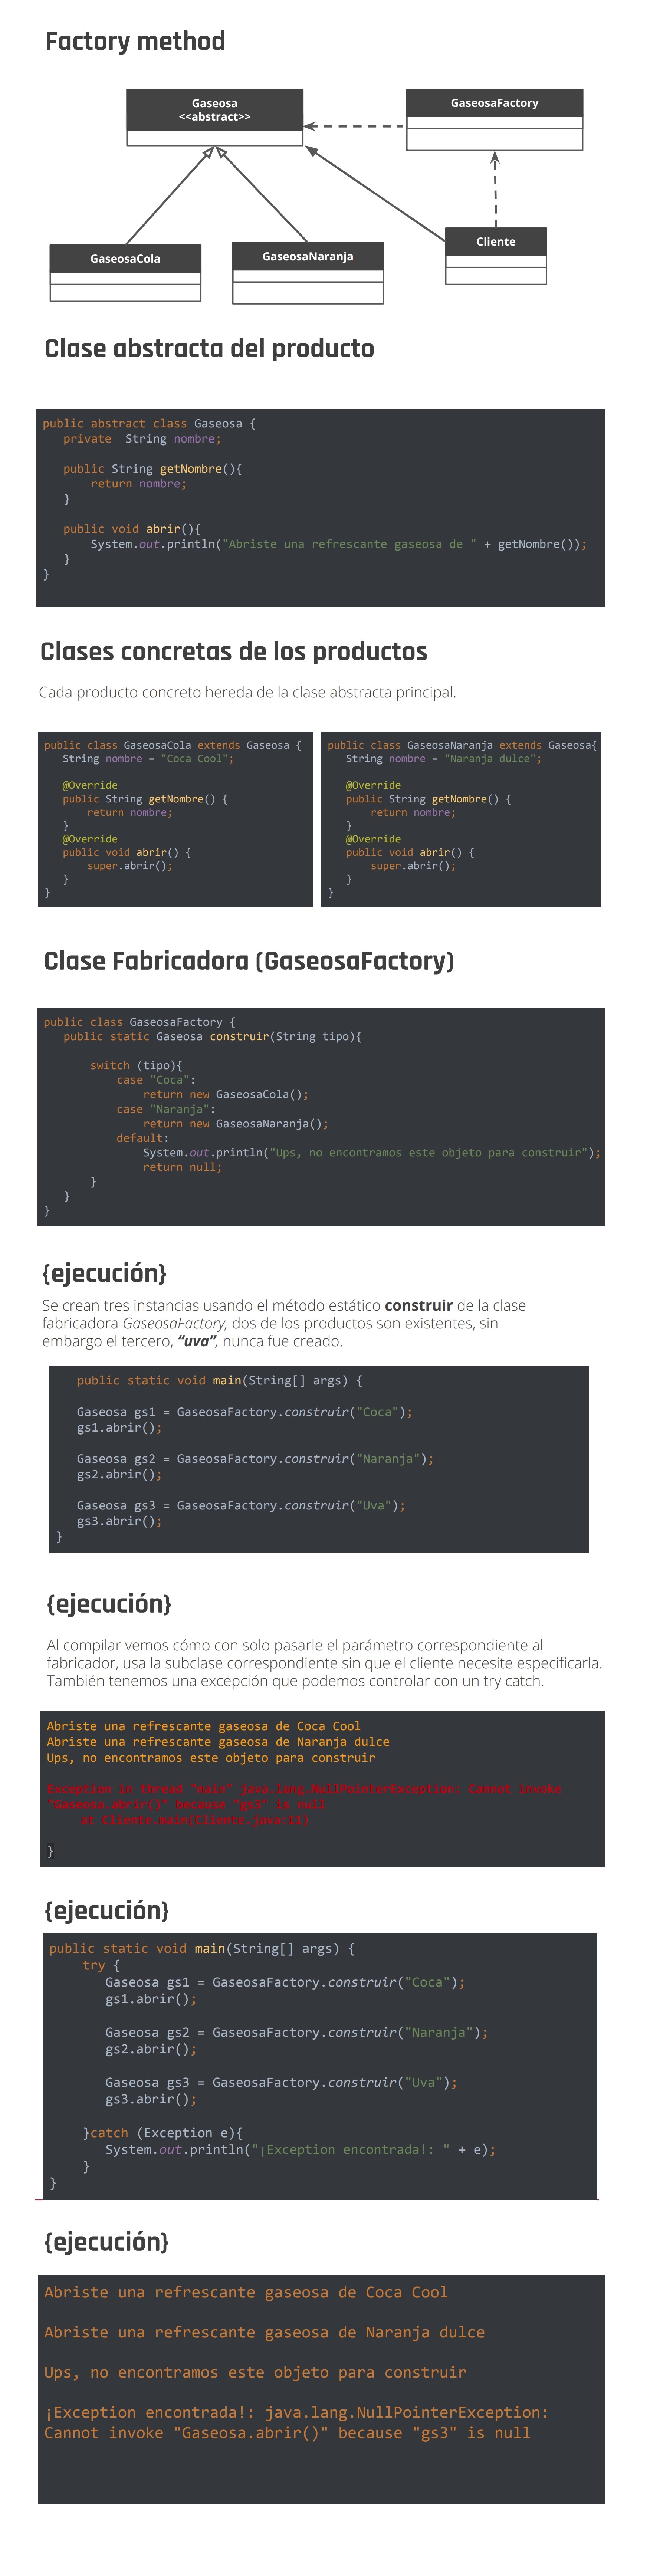 Factory method
Gaseosa
<<abstract>>
GaseosaFactory
Cliente
GaseosaCola
GaseosaNaranja
Clase abstracta del producto
public abstract class Gaseosa {
private  String nombre;
public String getNombre(){
return nombre;
}
public void abrir(){
System.out.println("Abriste una refrescante gaseosa de " + getNombre());
}
}
Clases concretas de los productos
Cada producto concreto hereda de la clase abstracta principal.
public class GaseosaCola extends Gaseosa {
String nombre = "Coca Cool";
@Override
public String getNombre() {
return nombre;
}
@Override
public void abrir() {
super.abrir();
}
}
public class GaseosaNaranja extends Gaseosa{
String nombre = "Naranja dulce";
@Override
public String getNombre() {
return nombre;
}
@Override
public void abrir() {
super.abrir();
}
}
Clase Fabricadora (GaseosaFactory)
public class GaseosaFactory {
public static Gaseosa construir(String tipo){
switch (tipo){
case "Coca":
return new GaseosaCola();
case "Naranja":
return new GaseosaNaranja();
default:
System.out.println("Ups, no encontramos este objeto para construir");
return null;
}
}
}
{ejecución}
Se crean tres instancias usando el método estático construir de la clase
fabricadora GaseosaFactory, dos de los productos son existentes, sin
embargo el tercero, “uva”, nunca fue creado.
public static void main(String[] args) {
Gaseosa gs1 = GaseosaFactory.construir("Coca");
gs1.abrir();
Gaseosa gs2 = GaseosaFactory.construir("Naranja");
gs2.abrir();
Gaseosa gs3 = GaseosaFactory.construir("Uva");
gs3.abrir();
}
{ejecución}
Al compilar vemos cómo con solo pasarle el parámetro correspondiente al
fabricador, usa la subclase correspondiente sin que el cliente necesite especificarla.
También tenemos una excepción que podemos controlar con un try catch.
Abriste una refrescante gaseosa de Coca Cool
Abriste una refrescante gaseosa de Naranja dulce
Ups, no encontramos este objeto para construir
Exception in thread "main" java.lang.NullPointerException: Cannot invoke
"Gaseosa.abrir()" because "gs3" is null
at Cliente.main(Cliente.java:11)
}
{ejecución}
public static void main(String[] args) {
try {
Gaseosa gs1 = GaseosaFactory.construir("Coca");
gs1.abrir();
Gaseosa gs2 = GaseosaFactory.construir("Naranja");
gs2.abrir();
Gaseosa gs3 = GaseosaFactory.construir("Uva");
gs3.abrir();
}catch (Exception e){
System.out.println("¡Exception encontrada!: " + e);
}
}
{ejecución}
Abriste una refrescante gaseosa de Coca Cool
Abriste una refrescante gaseosa de Naranja dulce
Ups, no encontramos este objeto para construir
¡Exception encontrada!: java.lang.NullPointerException:
Cannot invoke "Gaseosa.abrir()" because "gs3" is null